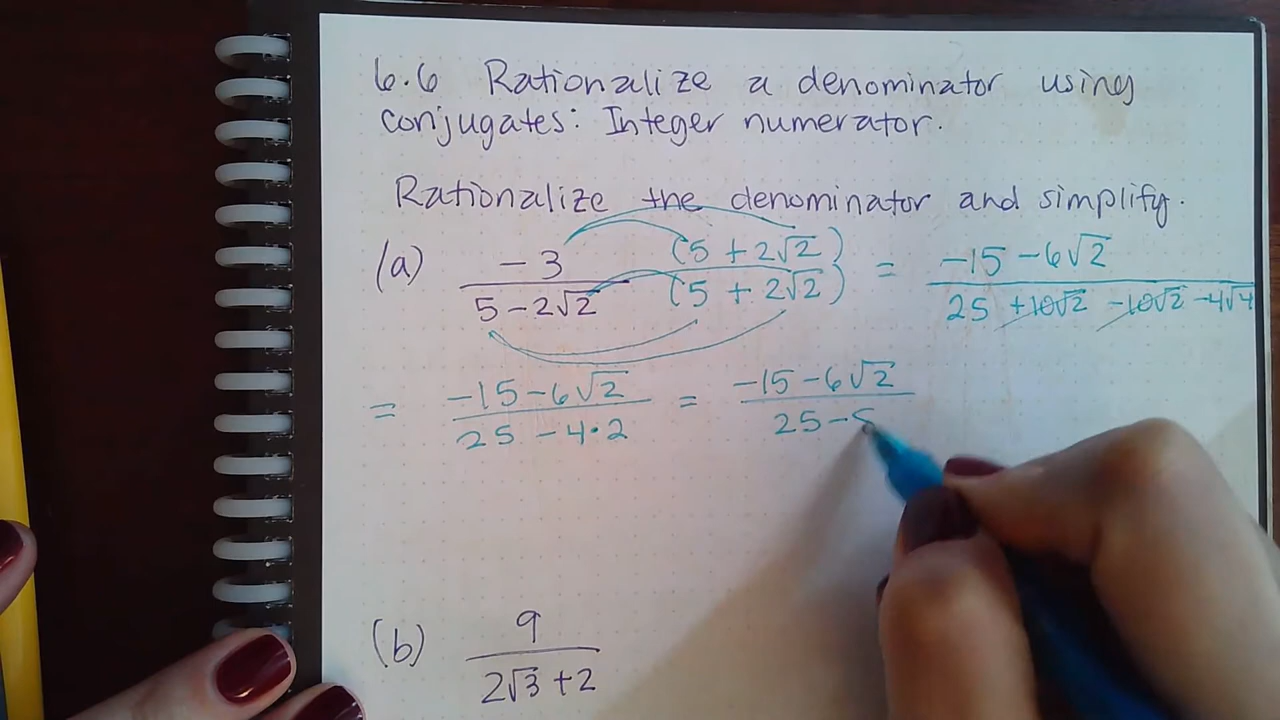 6.6 Rationalize a denominator using
conjugates: Integer numerator.
Rationalize the denominator and simplify.
(a) -3 / (5 - 2√2) (5 + 2√2) / (5 + 2√2) = (-15 - 6√2) / (25 + 10√2 - 10√2 - 4√4)
= (-15 - 6√2) / (25 - 4·2) = (-15 - 6√2) / (25 -
(b) 9 / (2√3 + 2)